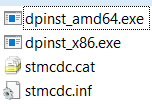 dpinst_amd64.exe
dpinst_x86.exe
stmcdc.cat
stmcdc.inf